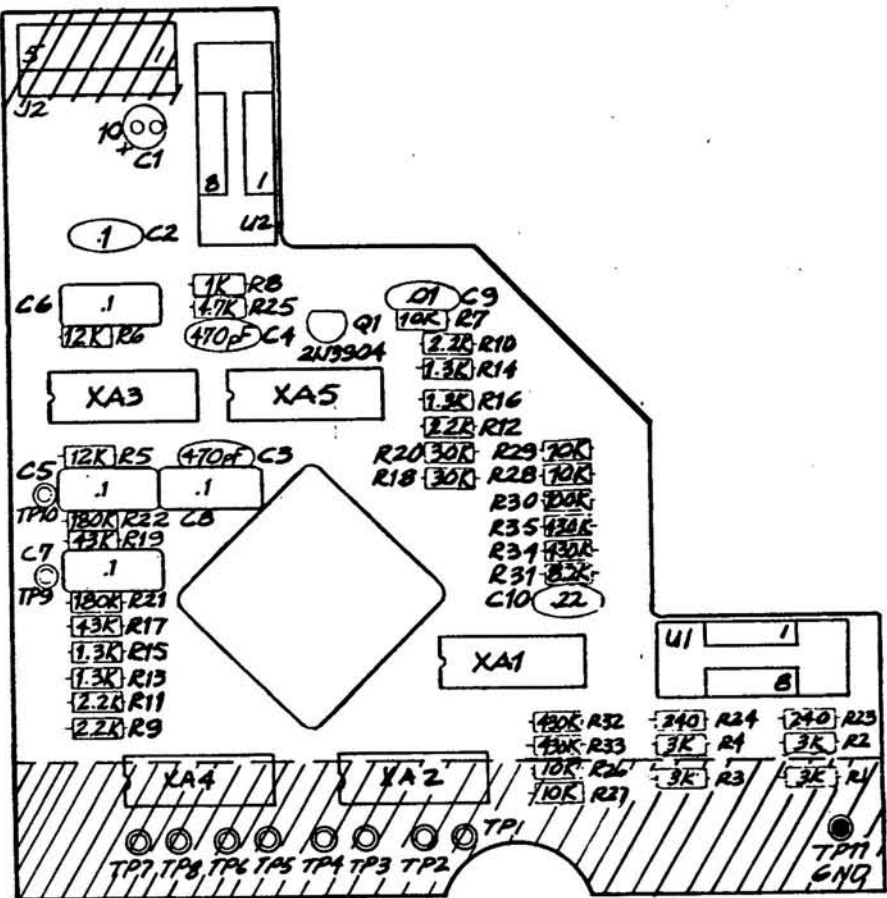 5 1
J2
10
+ C1
8 1
U2
.1 C2
C6 .1
12K R6
1K R8
4.7K R25
470pF C4
Q1
2N3904
.01 C9
10K R7
2.2K R10
1.3K R14
1.3K R16
2.2K R12
R20 30K
R18 30K
XA3 XA5
12K R5
470pF C3
C5 .1
.1
C8
TP10
180K R22
43K R19
C7 .1
TP9
180K R21
43K R17
1.3K R15
1.3K R13
2.2K R11
2.2K R9
R29 10K
R28 10K
R30 100K
R35 430K
R34 430K
R31 8.2K
C10 .22
XA1
U1 1
8
430K R32
430K R33
10K R26
10K R27
240 R24
3K R4
3K R3
240 R23
3K R2
3K R1
XA4 XA2
TP7 TP8 TP6 TP5 TP4 TP3 TP2 TP1
TP11
GND